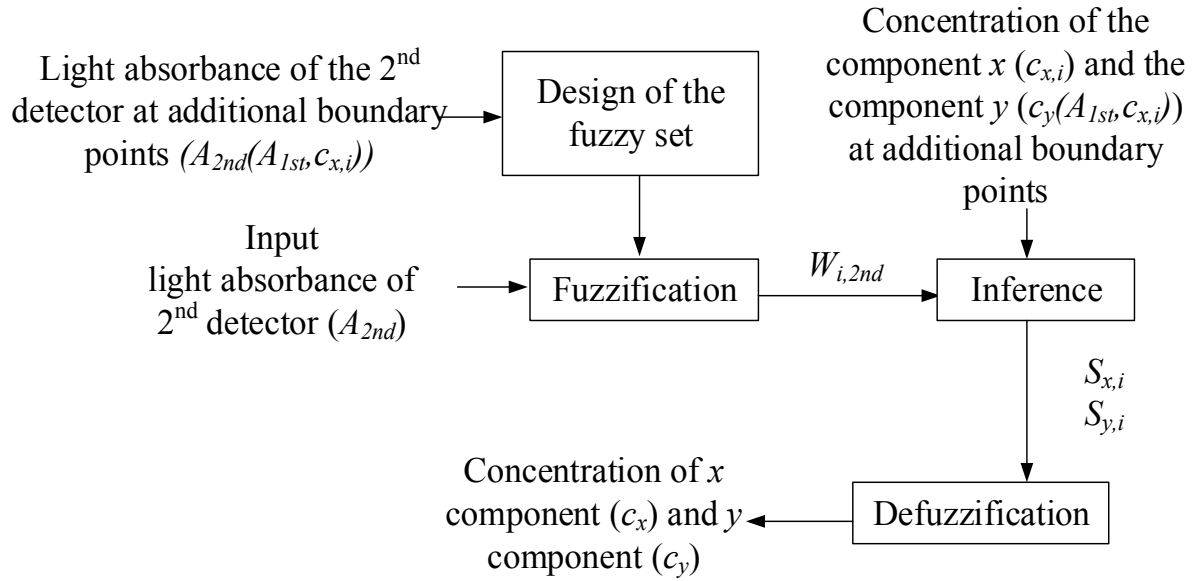 Light absorbance of the 2nd
detector at additional boundary
points (A2nd(A1st,cx,i))
Design of the
fuzzy set
Concentration of the
component x (cx,i) and the
component y (cy(A1st,cx,i))
at additional boundary
points
Input
light absorbance of
2nd detector (A2nd)
Fuzzification
Wi,2nd
Inference
Sx,i
Sy,i
Concentration of x
component (cx) and y
component (cy)
Defuzzification